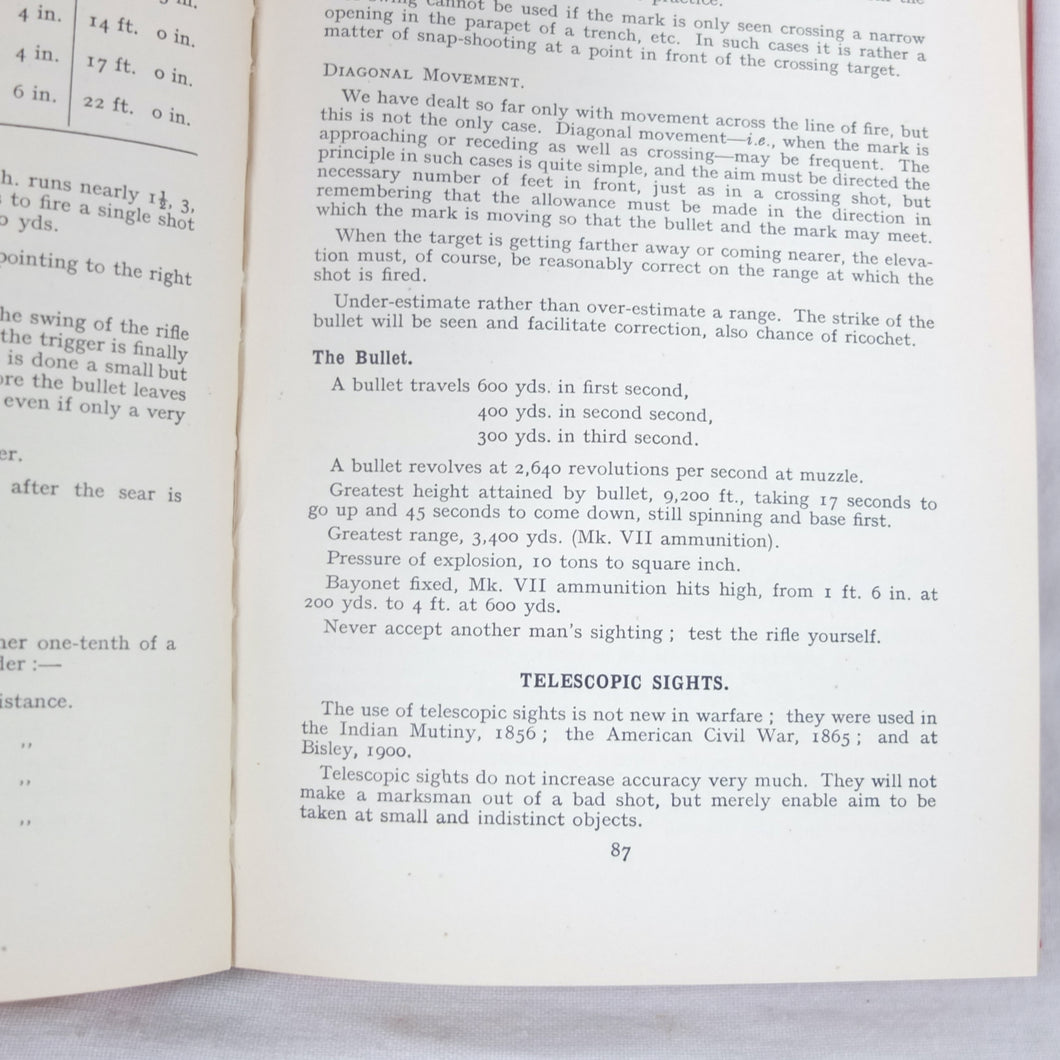 4 in. 14 ft. 0 in.
4 in. 17 ft. 0 in.
6 in. 22 ft. 0 in.
h. runs nearly 1½, 3,
to fire a single shot
yds.
pointing to the right
he swing of the rifle
the trigger is finally
is done a small but
ore the bullet leaves
even if only a very
er.
after the sear is
her one-tenth of a
der :—
istance.
,,
,,
,,
cannot be used if the mark is only seen crossing a narrow
opening in the parapet of a trench, etc. In such cases it is rather a
matter of snap-shooting at a point in front of the crossing target.
DIAGONAL MOVEMENT.
We have dealt so far only with movement across the line of fire, but
this is not the only case. Diagonal movement—i.e., when the mark is
approaching or receding as well as crossing—may be frequent. The
principle in such cases is quite simple, and the aim must be directed the
necessary number of feet in front, just as in a crossing shot, but
remembering that the allowance must be made in the direction in
which the mark is moving so that the bullet and the mark may meet.
When the target is getting farther away or coming nearer, the eleva-
tion must, of course, be reasonably correct on the range at which the
shot is fired.
Under-estimate rather than over-estimate a range. The strike of the
bullet will be seen and facilitate correction, also chance of ricochet.
The Bullet.
A bullet travels 600 yds. in first second,
400 yds. in second second,
300 yds. in third second.
A bullet revolves at 2,640 revolutions per second at muzzle.
Greatest height attained by bullet, 9,200 ft., taking 17 seconds to
go up and 45 seconds to come down, still spinning and base first.
Greatest range, 3,400 yds. (Mk. VII ammunition).
Pressure of explosion, 10 tons to square inch.
Bayonet fixed, Mk. VII ammunition hits high, from 1 ft. 6 in. at
200 yds. to 4 ft. at 600 yds.
Never accept another man's sighting ; test the rifle yourself.
TELESCOPIC SIGHTS.
The use of telescopic sights is not new in warfare ; they were used in
the Indian Mutiny, 1856 ; the American Civil War, 1865 ; and at
Bisley, 1900.
Telescopic sights do not increase accuracy very much. They will not
make a marksman out of a bad shot, but merely enable aim to be
taken at small and indistinct objects.
87